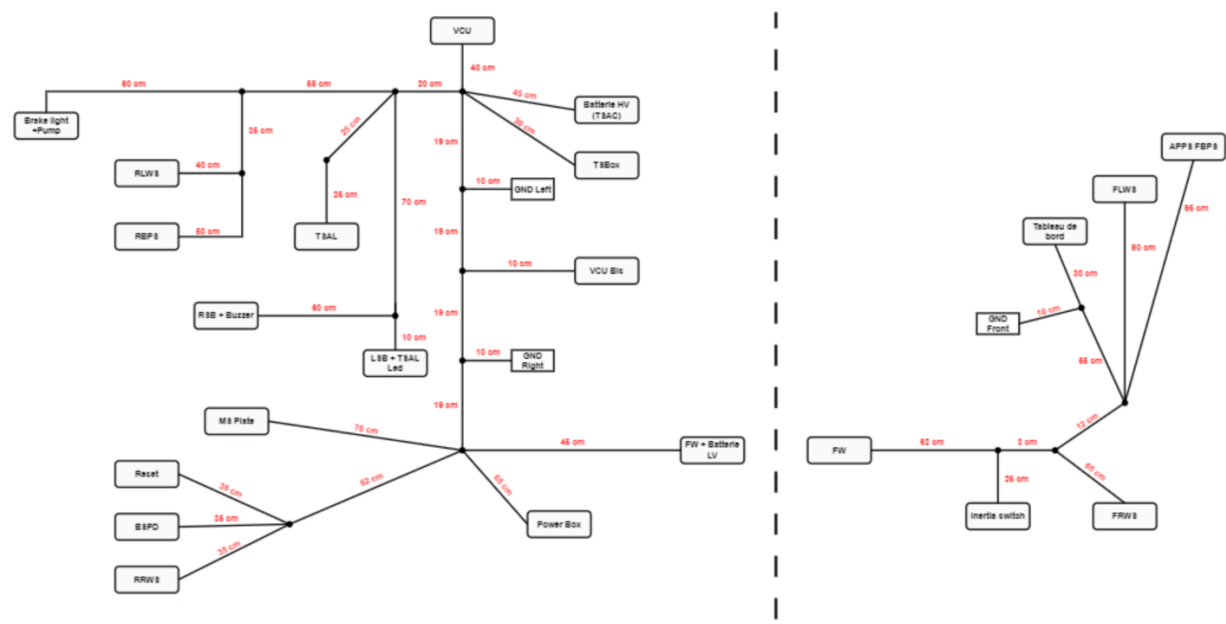 VCU
40 cm
60 cm
55 cm
20 cm
45 cm
Batterie HV
(TSAC)
Brake light
+Pump
35 cm
25 cm
30 cm
19 cm
TSBox
RLWS
40 cm
10 cm
GND Left
25 cm
70 cm
RBPS
50 cm
TSAL
19 cm
10 cm
VCU Bis
RSB + Buzzer
60 cm
19 cm
10 cm
LSB + TSAL
Led
10 cm
GND
Right
19 cm
MS Plate
70 cm
45 cm
FW + Batterie
LV
Reset
35 cm
52 cm
65 cm
BSPD
35 cm
Power Box
RRWS
35 cm
APPS FBPS
FLWS
95 cm
Tableau de
bord
90 cm
30 cm
GND
Front
10 cm
55 cm
12 cm
FW
62 cm
3 cm
25 cm
65 cm
Inertia switch
FRWS